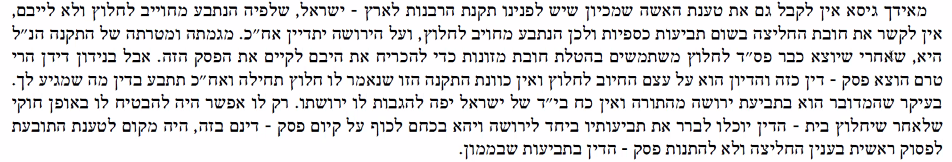 מאידך גיסא אין לקבל גם את טענת האשה שמכיון שיש לפנינו תקנת הרבנות לארץ - ישראל, שלפיה הנתבע מחוייב לחלוץ ולא לייבם,
אין לקשר את חובת החליצה בשום תביעות כספיות ולכן הנתבע מחויב לחלוץ, ועל הירושה יתדיין אח"כ. מגמתה ומטרתה של התקנה הנ"ל
היא, שאחרי שיוצא כבר פס"ד לחלוץ משתמשים בהטלת חובת מזונות כדי להכריח את היבם לקיים את הפסק הזה. אבל בנידון דידן הרי
טרם הוצא פסק - דין כזה והדיון הוא על עצם החיוב לחלוץ ואין כוונת התקנה הזו שנאמר לו חלוץ תחילה ואח"כ תתבע בדין מה שמגיע לך.
בעיקר שהמדובר הוא בתביעת ירושה מהתורה ואין כח בי"ד של ישראל יפה להגבות לו ירושתו. רק לו אפשר היה להבטיח לו באופן חוקי
שלאחר שיחלוץ בית - הדין יוכלו לברר את תביעותיו ביחד לירושה ויהא בכחם לכוף על קיום פסק - דינם בזה, היה מקום לטענת התובעת
לפסוק ראשית בענין החליצה ולא להתנות פסק - הדין בתביעות שבממון.